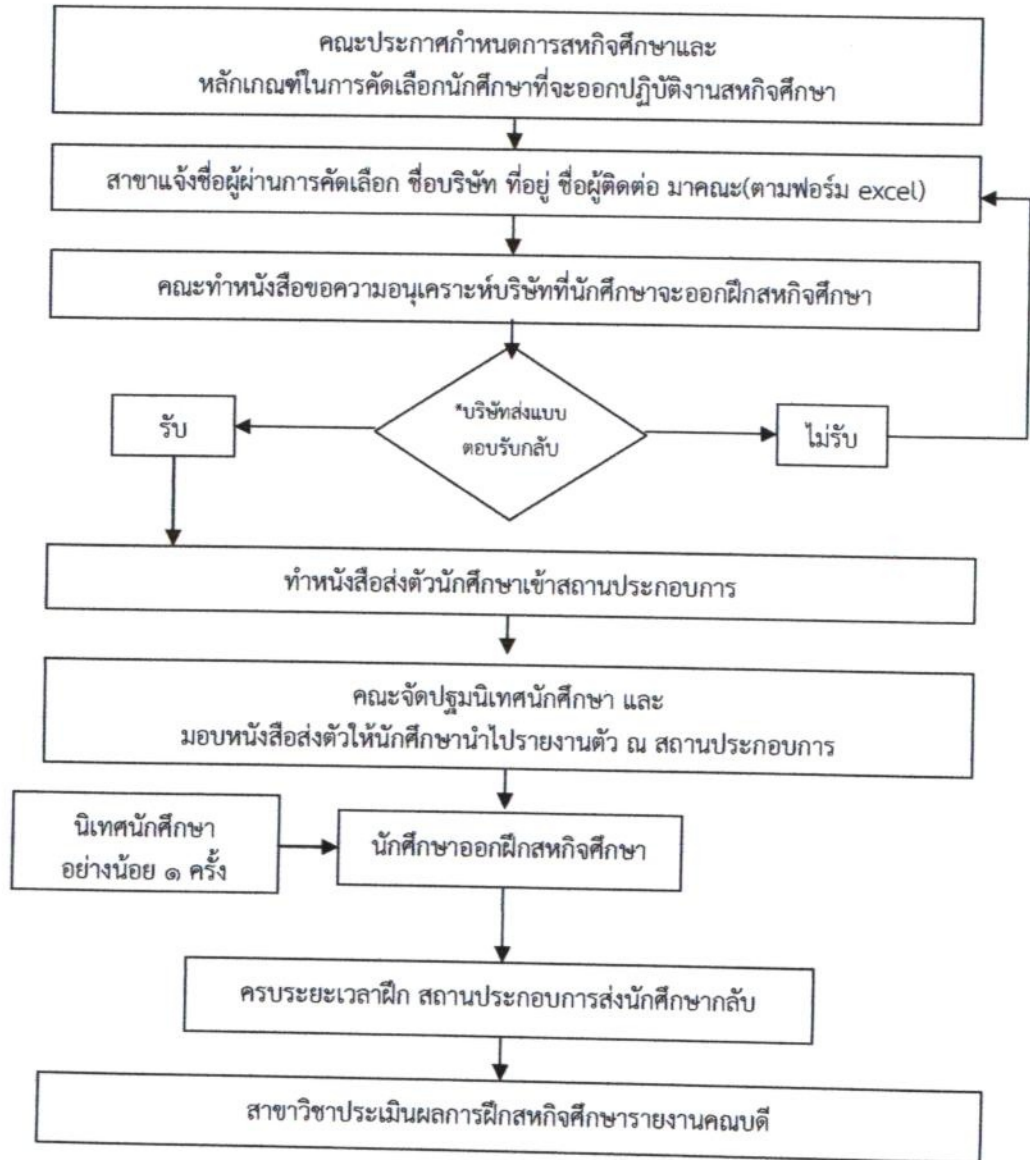 คณะประกาศกำหนดการสหกิจศึกษาและ
หลักเกณฑ์ในการคัดเลือกนักศึกษาที่จะออกปฏิบัติงานสหกิจศึกษา
สาขาแจ้งชื่อผู้ผ่านการคัดเลือก ชื่อบริษัท ที่อยู่ ชื่อผู้ติดต่อ มาคณะ(ตามฟอร์ม excel)
คณะทำหนังสือขอความอนุเคราะห์บริษัทที่นักศึกษาจะออกฝึกสหกิจศึกษา
*บริษัทส่งแบบ
ตอบรับกลับ
รับ
ไม่รับ
ทำหนังสือส่งตัวนักศึกษาเข้าสถานประกอบการ
คณะจัดปฐมนิเทศนักศึกษา และ
มอบหนังสือส่งตัวให้นักศึกษานำไปรายงานตัว ณ สถานประกอบการ
นิเทศนักศึกษา
อย่างน้อย ๑ ครั้ง
นักศึกษาออกฝึกสหกิจศึกษา
ครบระยะเวลาฝึก สถานประกอบการส่งนักศึกษากลับ
สาขาวิชาประเมินผลการฝึกสหกิจศึกษารายงานคณบดี